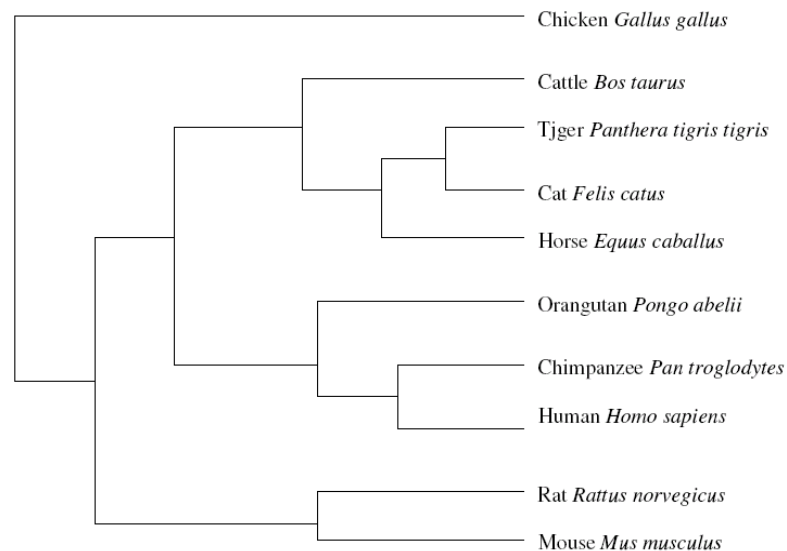 Chicken Gallus gallus
Cattle Bos taurus
Tjger Panthera tigris tigris
Cat Felis catus
Horse Equus caballus
Orangutan Pongo abelii
Chimpanzee Pan troglodytes
Human Homo sapiens
Rat Rattus norvegicus
Mouse Mus musculus